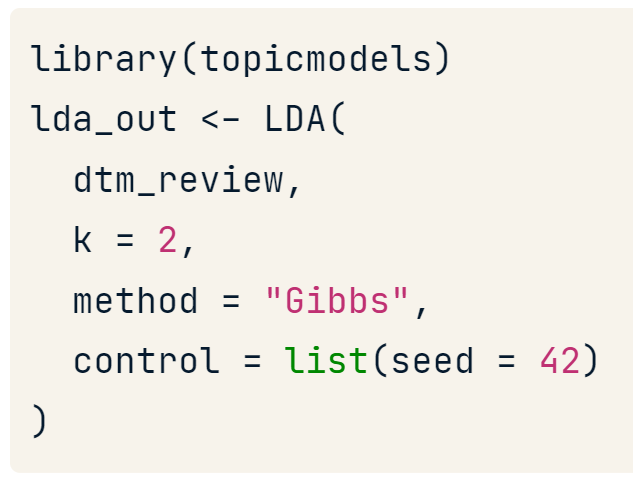 library(topicmodels)
lda_out <- LDA(
  dtm_review,
  k = 2,
  method = "Gibbs",
  control = list(seed = 42)
)